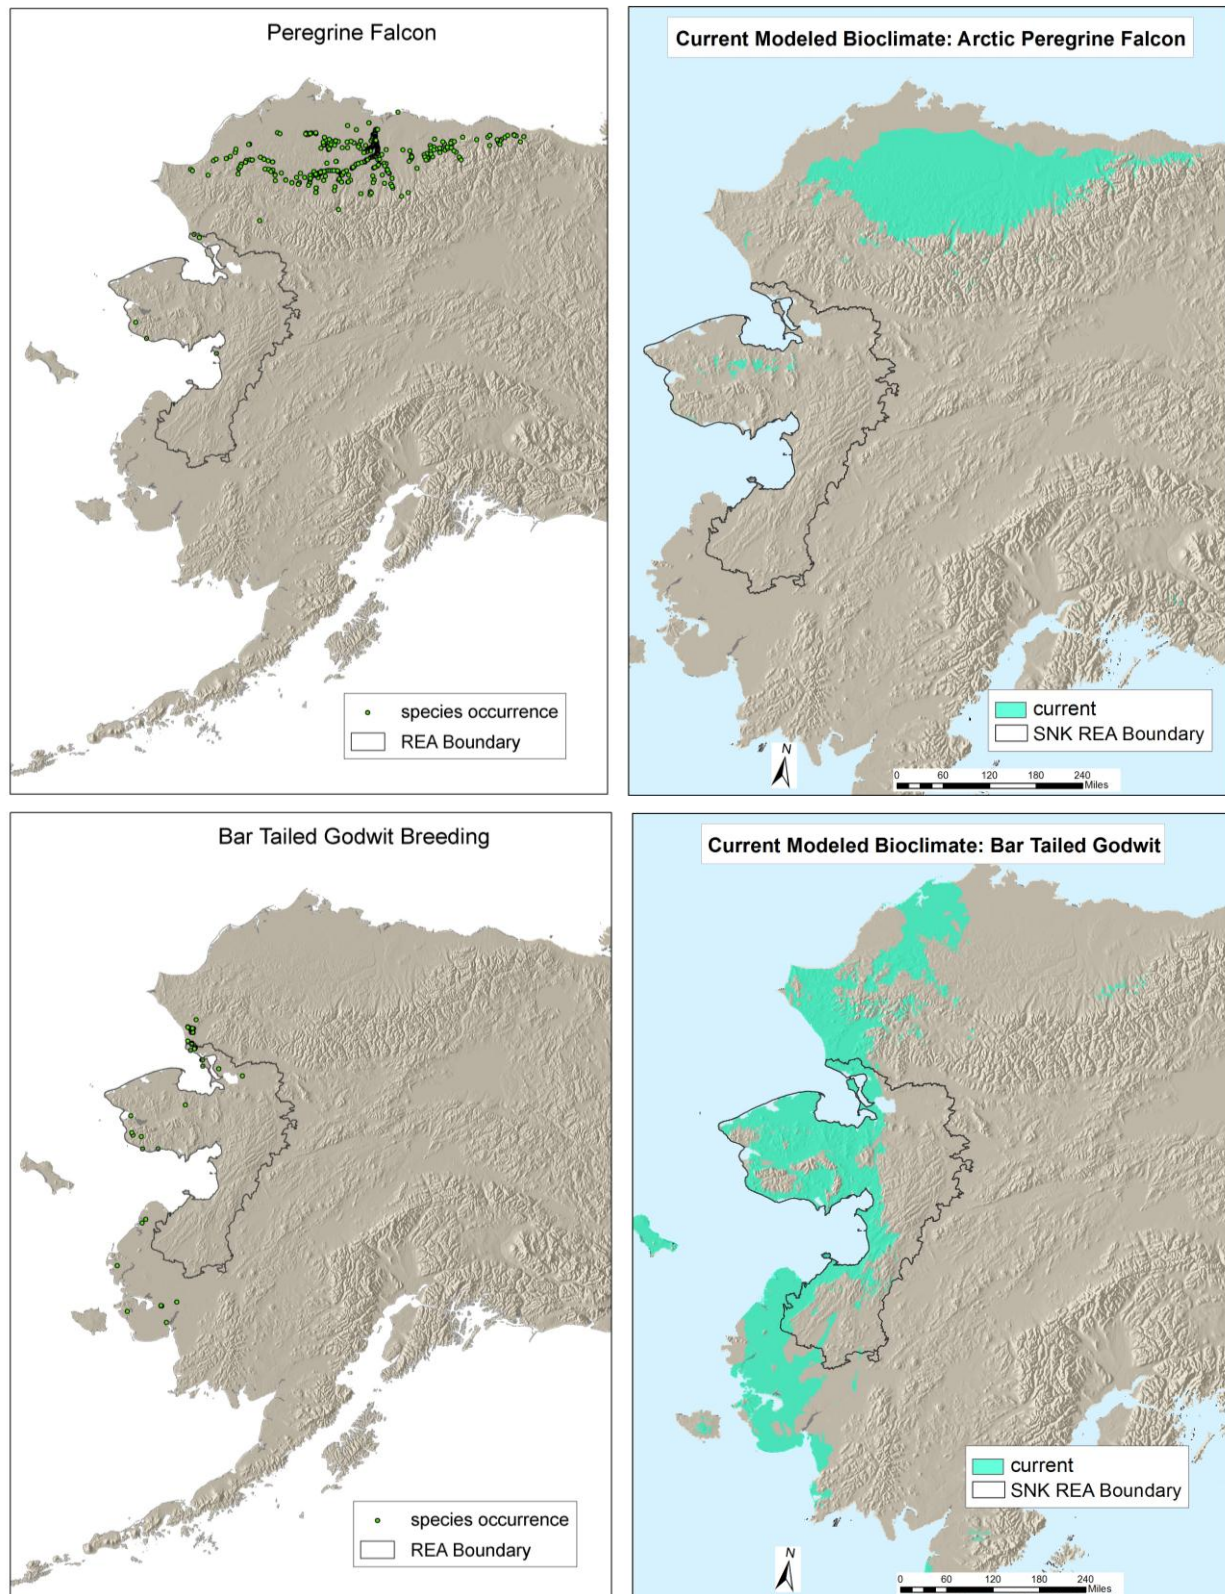 Peregrine Falcon
species occurrence
REA Boundary
Current Modeled Bioclimate: Arctic Peregrine Falcon
current
SNK REA Boundary
N
0 60 120 180 240
Miles
Bar Tailed Godwit Breeding
species occurrence
REA Boundary
Current Modeled Bioclimate: Bar Tailed Godwit
current
SNK REA Boundary
N
0 60 120 180 240
Miles